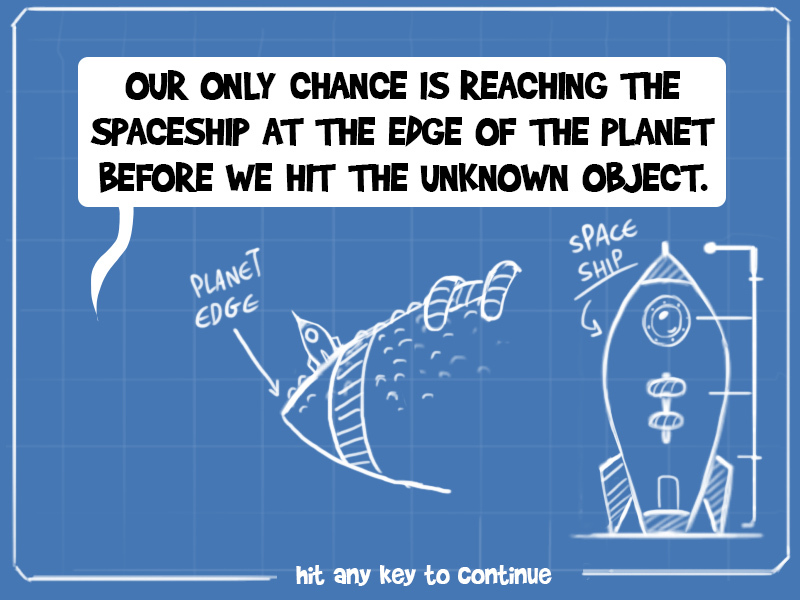 OUR ONLY CHANCE IS REACHING THE
SPACESHIP AT THE EDGE OF THE PLANET
BEFORE WE HIT THE UNKNOWN OBJECT.
PLANET
EDGE
SPACE
SHIP
hit any key to continue